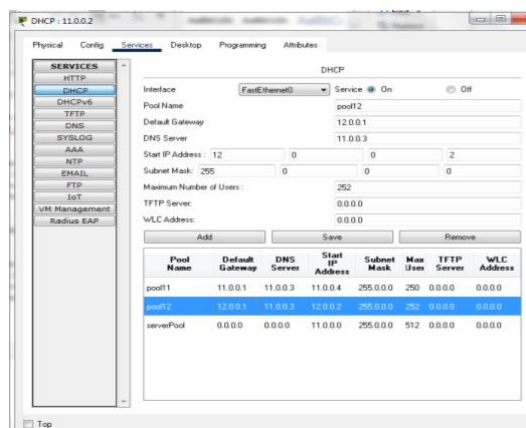 DHCP : 11.0.0.2
Physical Config Services Desktop Programming Attributes
SERVICES
HTTP
DHCP
DHCPv6
TFTP
DNS
SYSLOG
AAA
NTP
EMAIL
FTP
IoT
VM Management
Radius EAP
DHCP
Interface FastEthernet0 Service On Off
Pool Name pool12
Default Gateway 12.0.0.1
DNS Server 11.0.0.3
Start IP Address : 12 0 0 2
Subnet Mask: 255 0 0 0
Maximum Number of Users : 252
TFTP Server: 0.0.0.0
WLC Address: 0.0.0.0
Add Save Remove
Pool Name Default Gateway DNS Server Start IP Address Subnet Mask Max User TFTP Server WLC Address
pool11 11.0.0.1 11.0.0.3 11.0.0.4 255.0.0.0 250 0.0.0.0 0.0.0.0
pool12 12.0.0.1 11.0.0.3 12.0.0.2 255.0.0.0 252 0.0.0.0 0.0.0.0
serverPool 0.0.0.0 0.0.0.0 11.0.0.0 255.0.0.0 512 0.0.0.0 0.0.0.0
Top